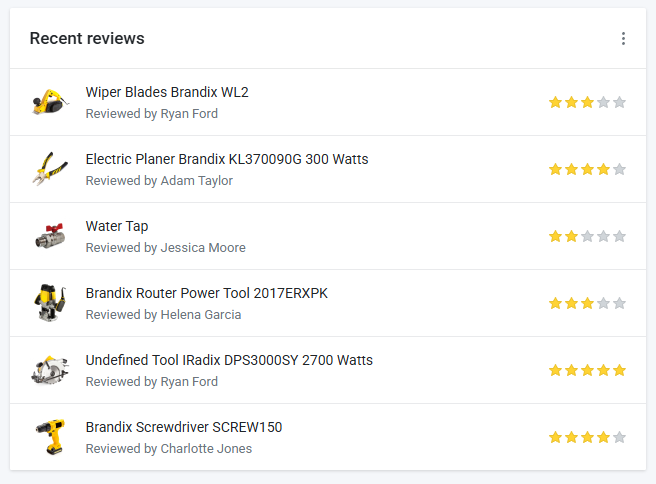 Recent reviews
Wiper Blades Brandix WL2
Reviewed by Ryan Ford
Electric Planer Brandix KL370090G 300 Watts
Reviewed by Adam Taylor
Water Tap
Reviewed by Jessica Moore
Brandix Router Power Tool 2017ERXPK
Reviewed by Helena Garcia
Undefined Tool IRadix DPS3000SY 2700 Watts
Reviewed by Ryan Ford
Brandix Screwdriver SCREW150
Reviewed by Charlotte Jones